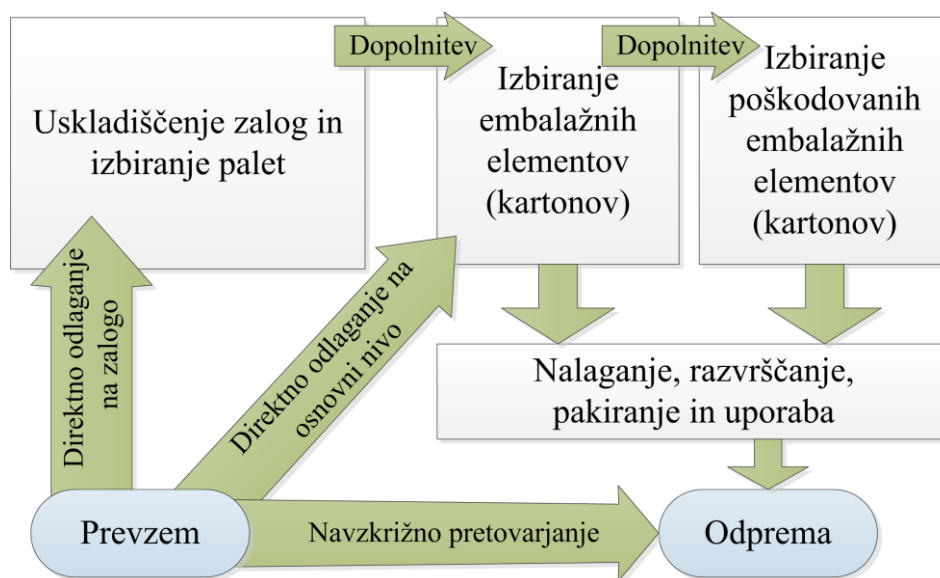 Dopolnitev
Dopolnitev
Uskladiščenje zalog in
izbiranje palet
Izbiranje
embalažnih
elementov
(kartonov)
Izbiranje
poškodovanih
embalažnih
elementov
(kartonov)
Direktno odlaganje
na zalogo
Direktno odlaganje na
osnovni nivo
Nalaganje, razvrščanje,
pakiranje in uporaba
Prevzem
Navzkrižno pretovarjanje
Odprema